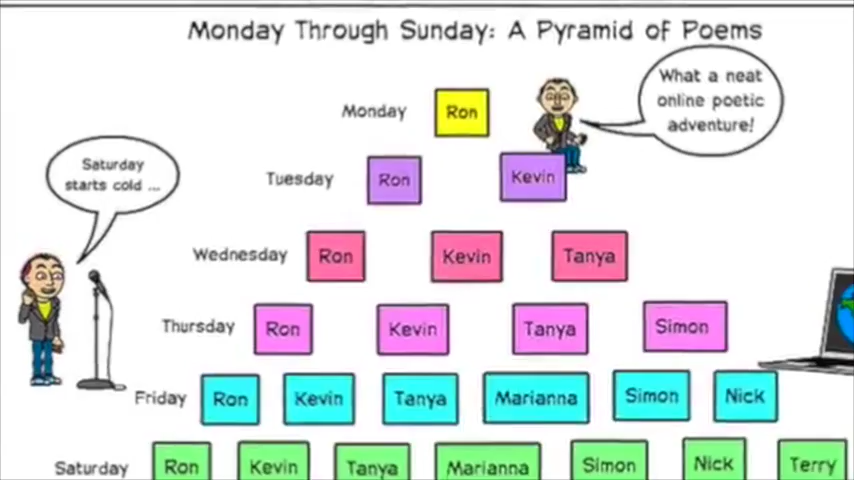 Monday Through Sunday: A Pyramid of Poems
What a neat
online poetic
adventure!
Monday Ron
Saturday
starts cold ...
Tuesday Ron Kevin
Wednesday Ron Kevin Tanya
Thursday Ron Kevin Tanya Simon
Friday Ron Kevin Tanya Marianna Simon Nick
Saturday Ron Kevin Tanya Marianna Simon Nick Terry